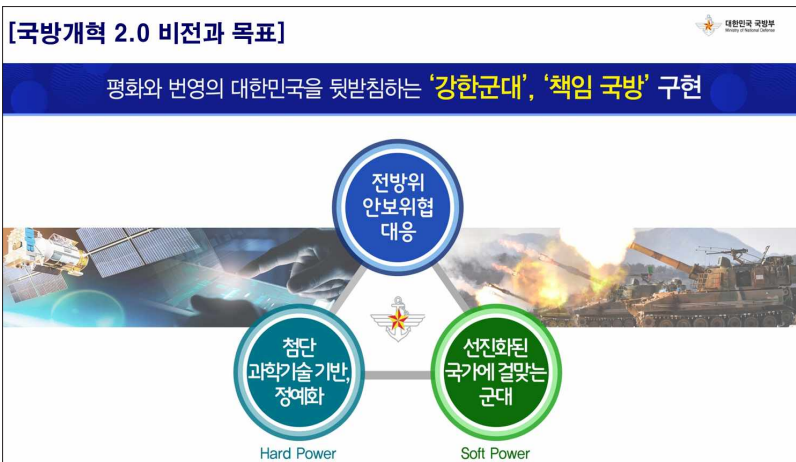 [국방개혁 2.0 비전과 목표]
대한민국 국방부
Ministry of National Defense
평화와 번영의 대한민국을 뒷받침하는 ‘강한군대’, ‘책임 국방’ 구현
전방위
안보위협
대응
첨단
과학기술 기반,
정예화
선진화된
국가에 걸맞는
군대
Hard Power
Soft Power